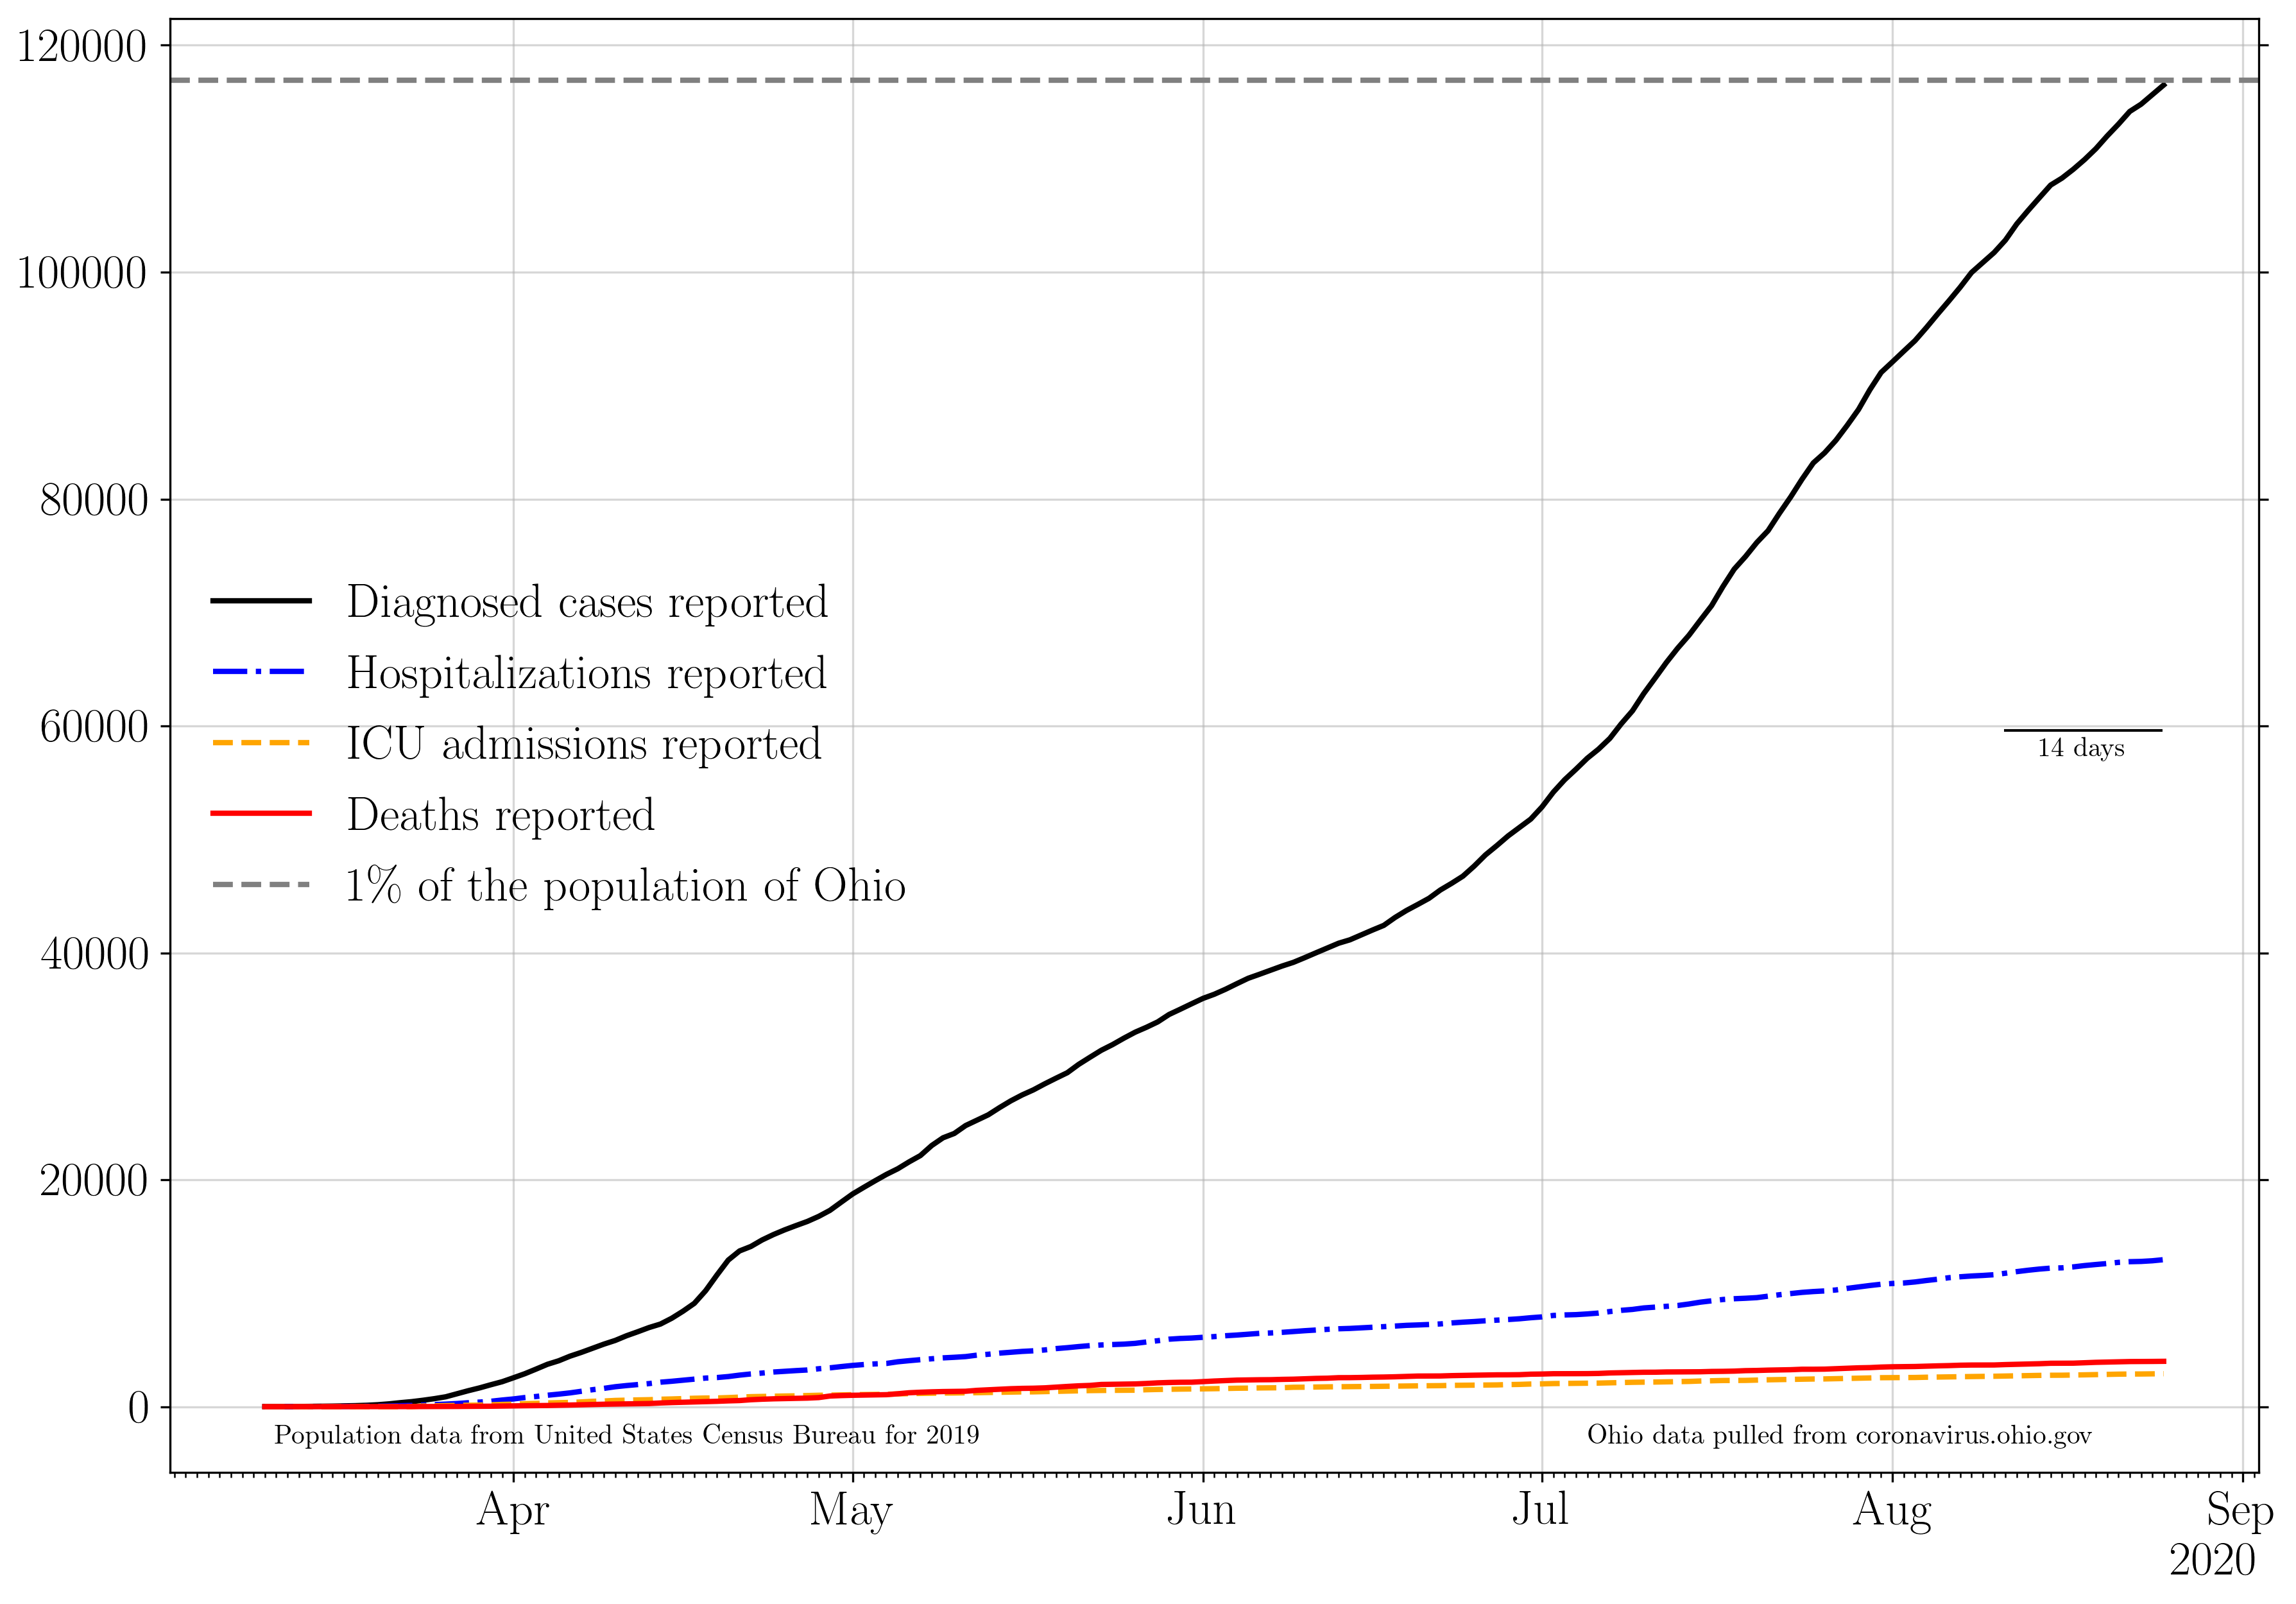 120000
100000
80000
60000
40000
20000
0
Diagnosed cases reported
Hospitalizations reported
ICU admissions reported
Deaths reported
1% of the population of Ohio
14 days
Population data from United States Census Bureau for 2019
Ohio data pulled from coronavirus.ohio.gov
Apr
May
Jun
Jul
Aug
Sep
2020